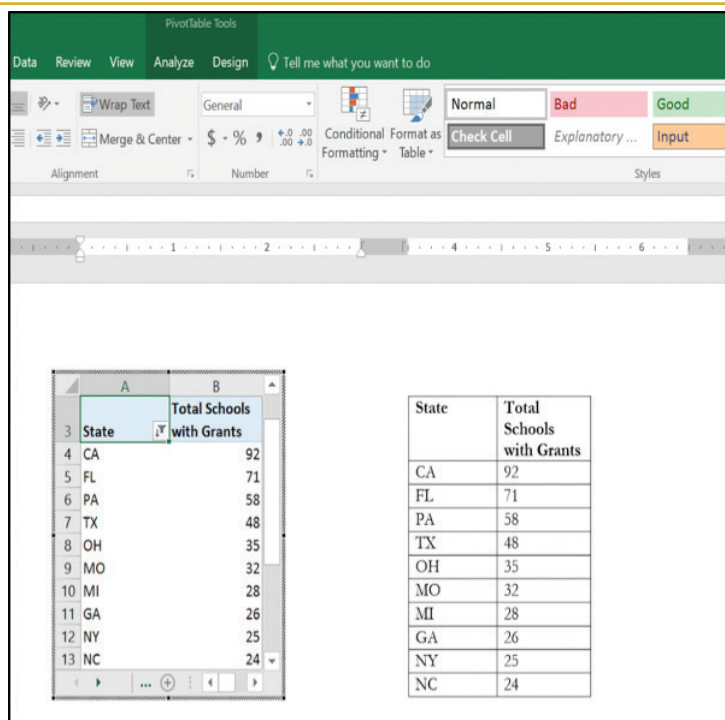 PivotTable Tools
Data Review View Analyze Design Tell me what you want to do
Wrap Text General Normal Bad Good
Merge & Center $ % , .0 .00 .00 .0 Conditional Format as Check Cell Explanatory ... Input
Formatting Table
Alignment Number Styles
1 2 4 5 6
A B
Total Schools
3 State with Grants
4 CA 92
5 FL 71
6 PA 58
7 TX 48
8 OH 35
9 MO 32
10 MI 28
11 GA 26
12 NY 25
13 NC 24
...
State Total
Schools
with Grants
CA 92
FL 71
PA 58
TX 48
OH 35
MO 32
MI 28
GA 26
NY 25
NC 24